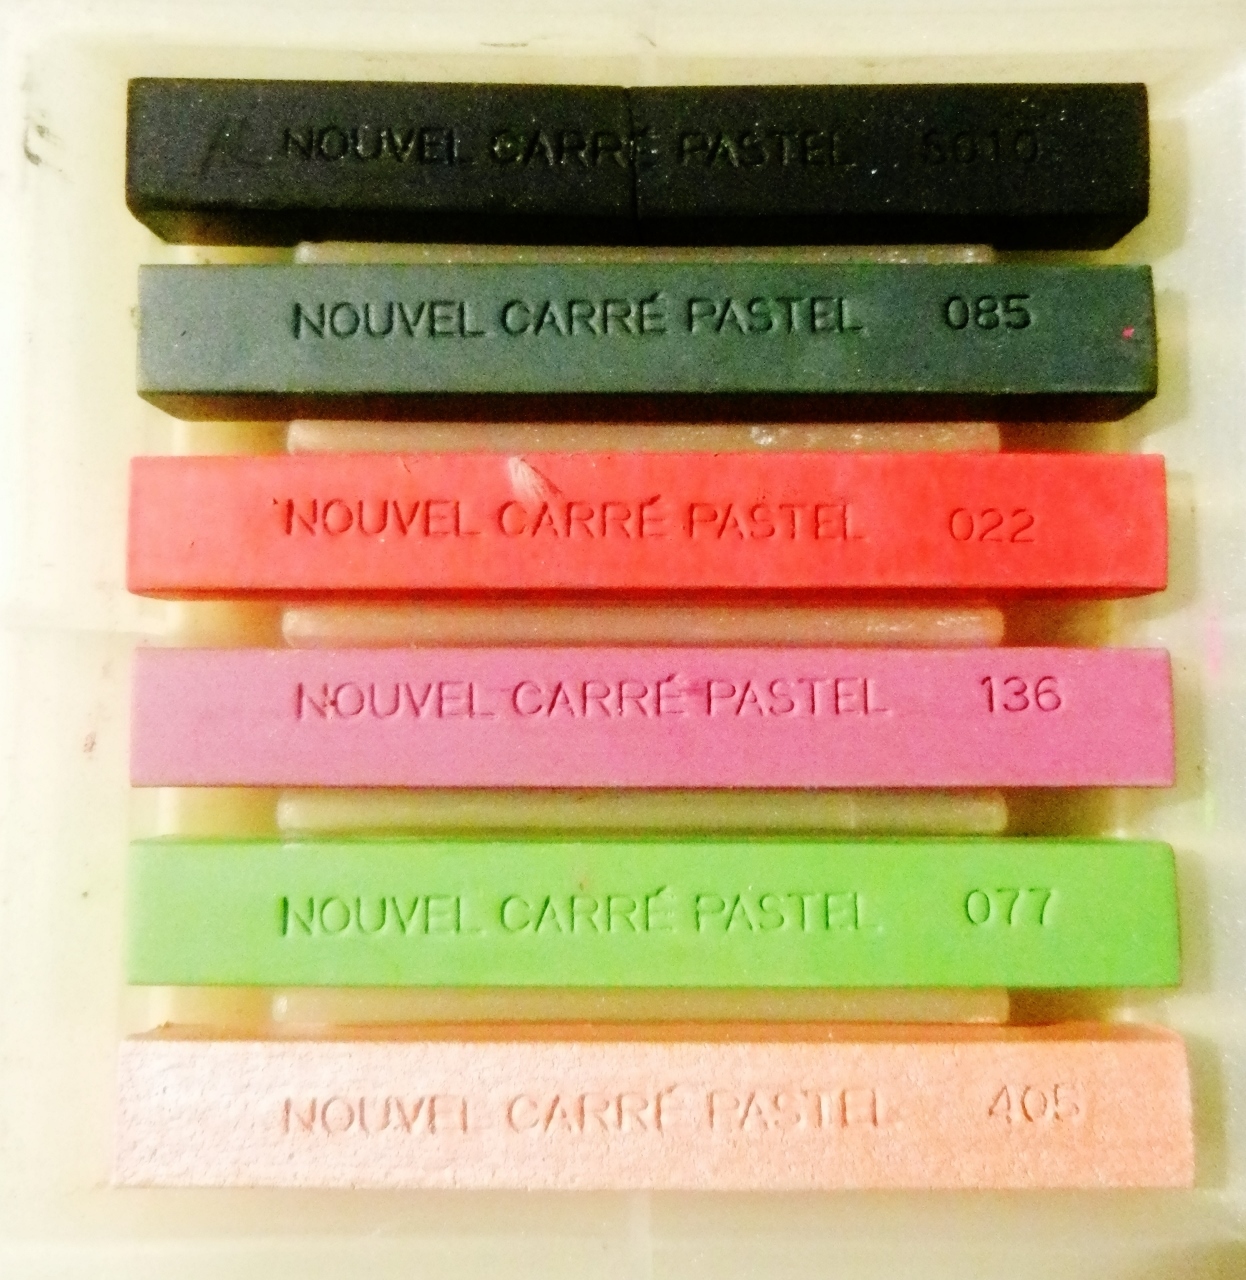 NOUVEL CARRÉ PASTEL S010
NOUVEL CARRÉ PASTEL 085
NOUVEL CARRÉ PASTEL 022
NOUVEL CARRÉ PASTEL 136
NOUVEL CARRÉ PASTEL 077
NOUVEL CARRÉ PASTEL 405